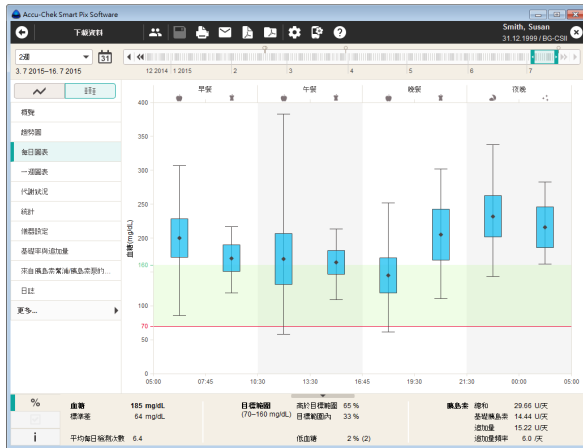 Accu-Chek Smart Pix Software
下載資料
Smith, Susan
31.12.1999 / BG-CSII
2週
31
3. 7 2015–16. 7 2015
12 2014 1 2015 2 3 4 5 6 7
概覽
趨勢圖
每日圖表
一週圖表
代謝狀況
統計
儀器設定
基礎率與追加量
來自胰島素幫浦/胰島素類的...
日誌
更多...
早餐 午餐 晚餐 夜晚
血糖(mg/dL)
400
350
300
250
200
160
100
70
50
0
05:00 07:45 10:30 13:30 16:45 19:30 23:00 00:00 05:00
%
i
血糖 185 mg/dL
標準差 64 mg/dL
平均每日檢測次數 6.4
目標範圍 高於目標範圍 65 %
(70–160 mg/dL) 目標範圍內 33 %
低血糖 2 % (2)
胰島素 總和 29.66 U/天
基礎胰島素 14.44 U/天
追加量 15.22 U/天
追加量頻率 6.0 /天